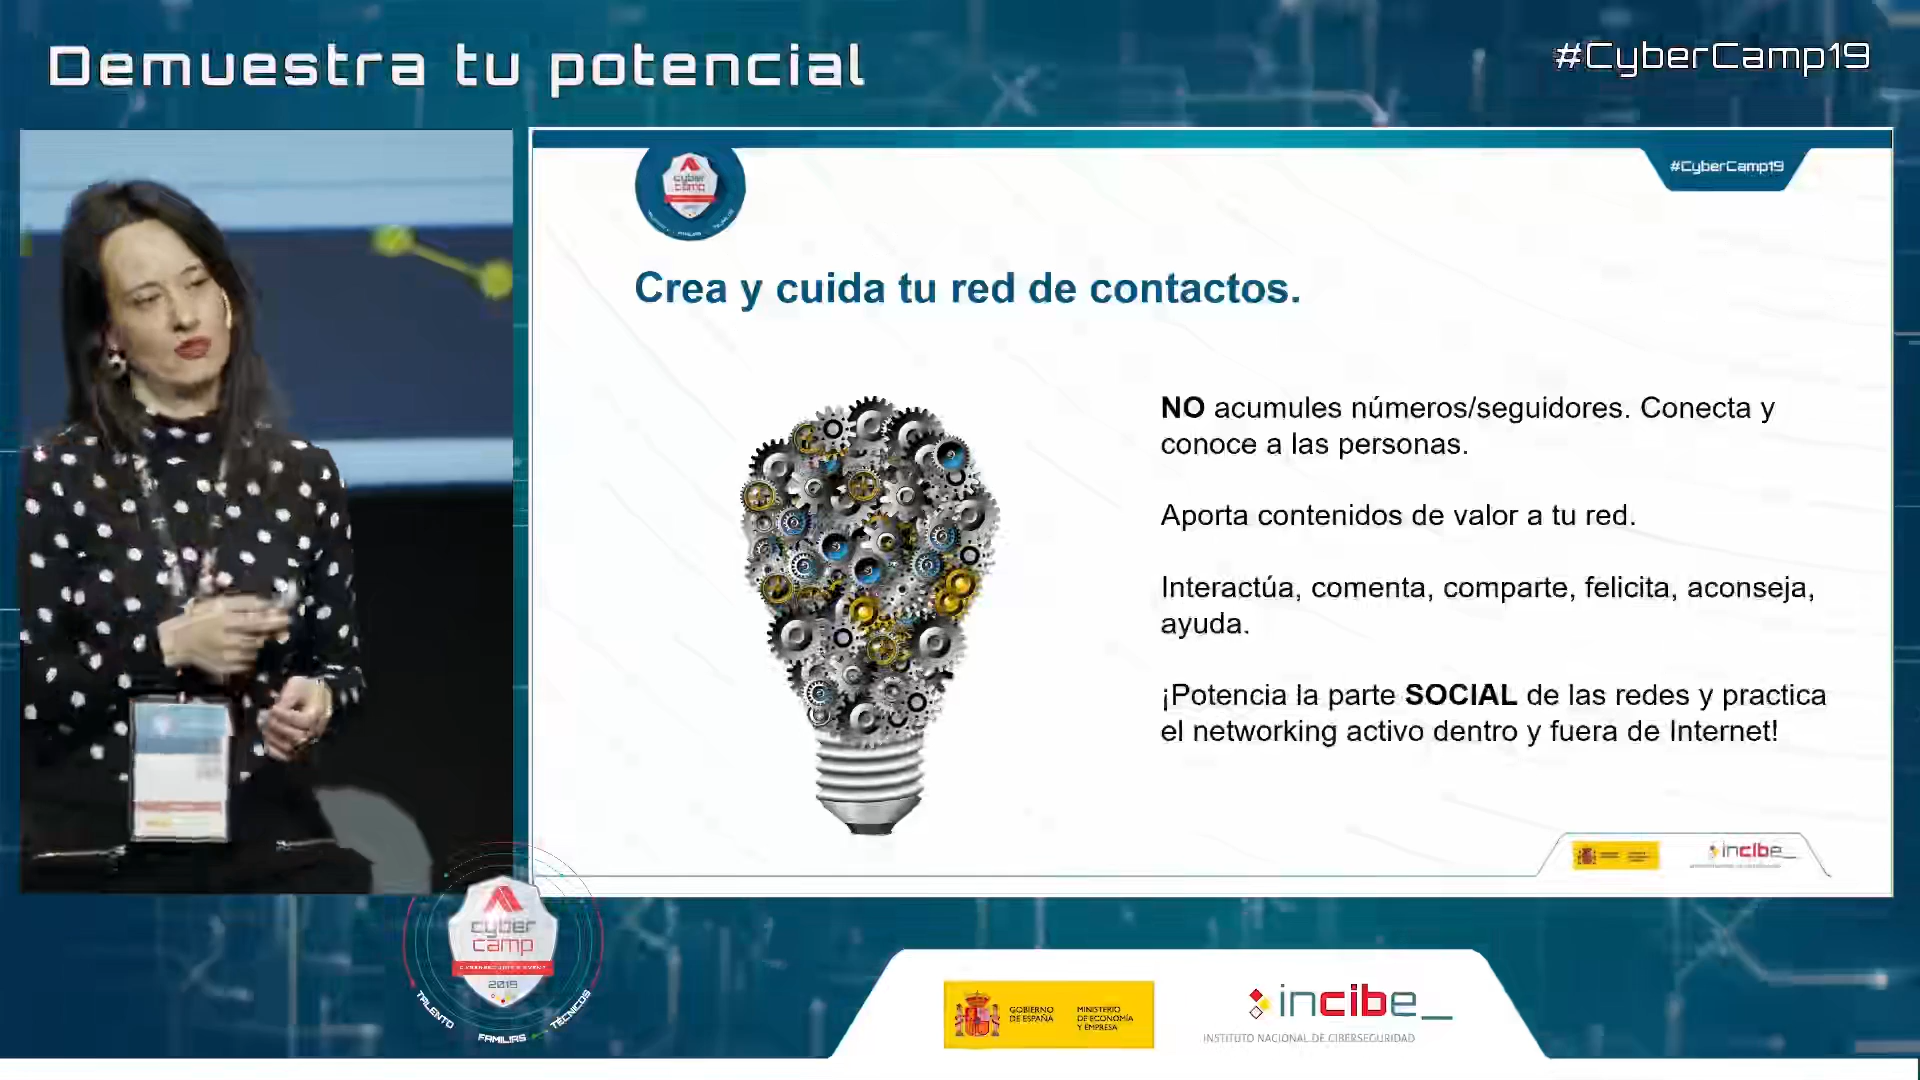 Demuestra tu potencial
#CyberCamp19
#CyberCamp19
cyber
camp
Crea y cuida tu red de contactos.
NO acumules números/seguidores. Conecta y
conoce a las personas.
Aporta contenidos de valor a tu red.
Interactúa, comenta, comparte, felicita, aconseja,
ayuda.
¡Potencia la parte SOCIAL de las redes y practica
el networking activo dentro y fuera de Internet!
incibe_
cyber
camp
2019
TALENTO
FAMILIAS
TÉCNICOS
GOBIERNO
DE ESPAÑA
MINISTERIO
DE ECONOMÍA
Y EMPRESA
incibe_
INSTITUTO NACIONAL DE CIBERSEGURIDAD